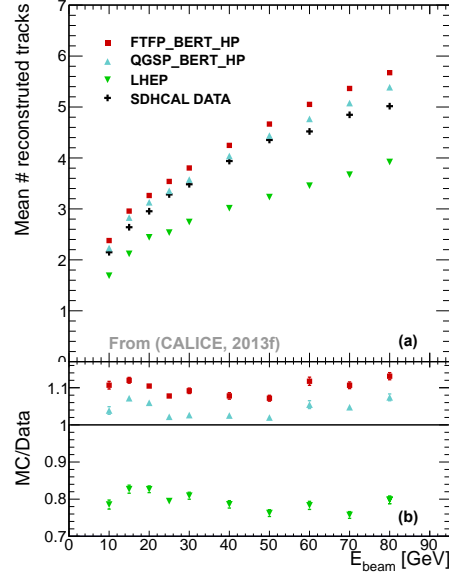 Mean # reconstructed tracks
7
6
5
4
3
2
1
0
FTFP_BERT_HP
QGSP_BERT_HP
LHEP
SDHCAL DATA
From (CALICE, 2013f)
(a)
MC/Data
1.1
1
0.9
0.8
0.7
(b)
0 10 20 30 40 50 60 70 80 90
E_beam [GeV]